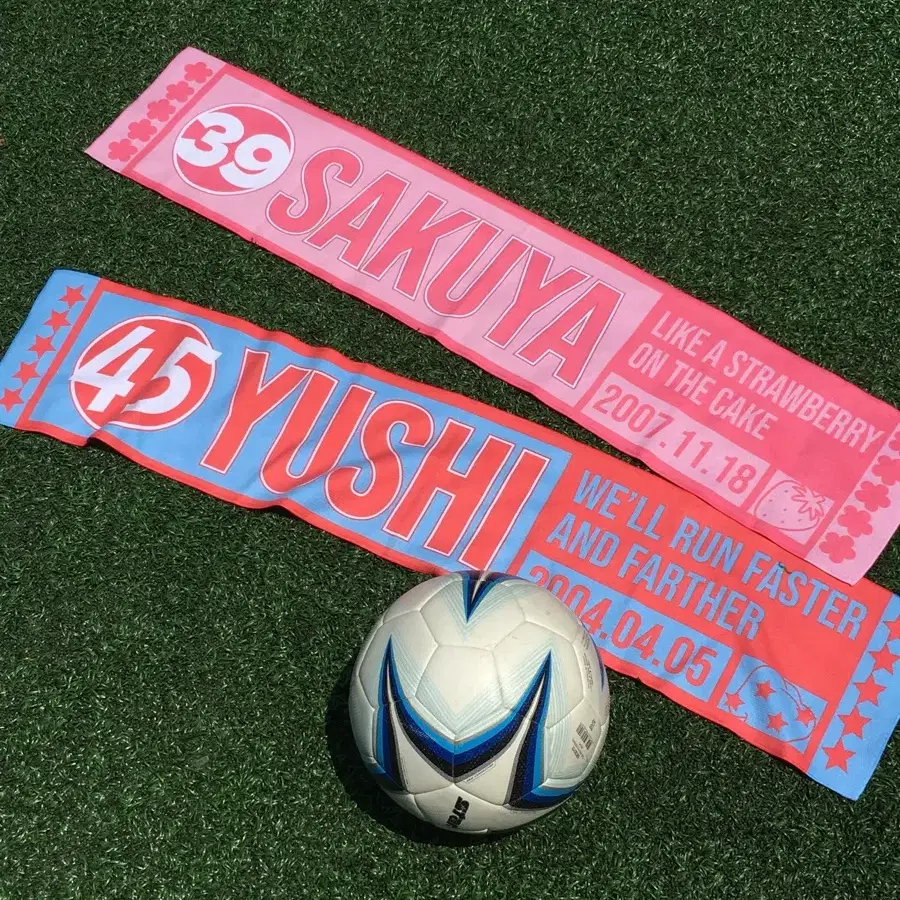 39
SAKUYA
LIKE A STRAWBERRY
ON THE CAKE
2007.11.18
45
YUSHI
WE'LL RUN FASTER
AND FARTHER
2004.04.05